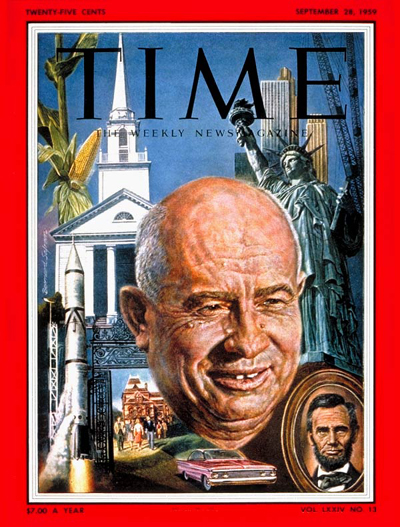 TWENTY-FIVE CENTS
SEPTEMBER 28, 1959
TIME
THE WEEKLY NEWSMAGAZINE
$7.00 A YEAR
VOL. LXXIV NO. 13